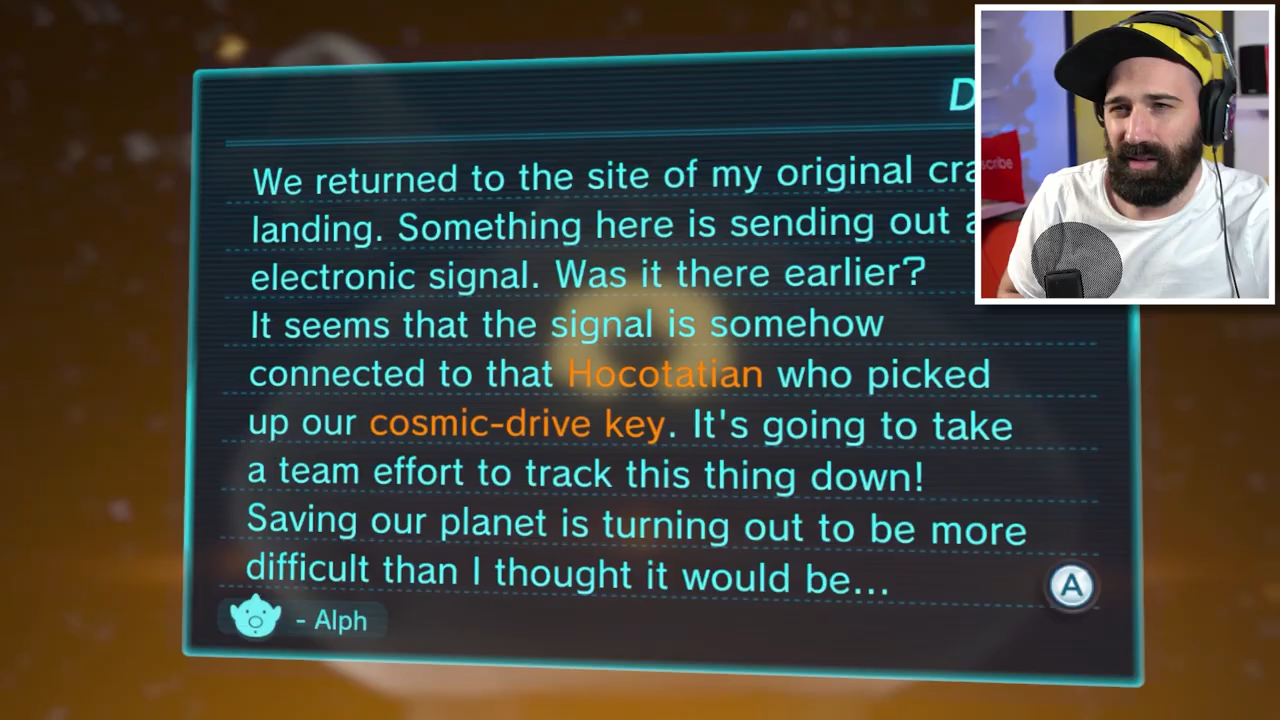 D
We returned to the site of my original cra
landing. Something here is sending out a
electronic signal. Was it there earlier?
It seems that the signal is somehow
connected to that Hocotatian who picked
up our cosmic-drive key. It's going to take
a team effort to track this thing down!
Saving our planet is turning out to be more
difficult than I thought it would be...
A
- Alph
scribe